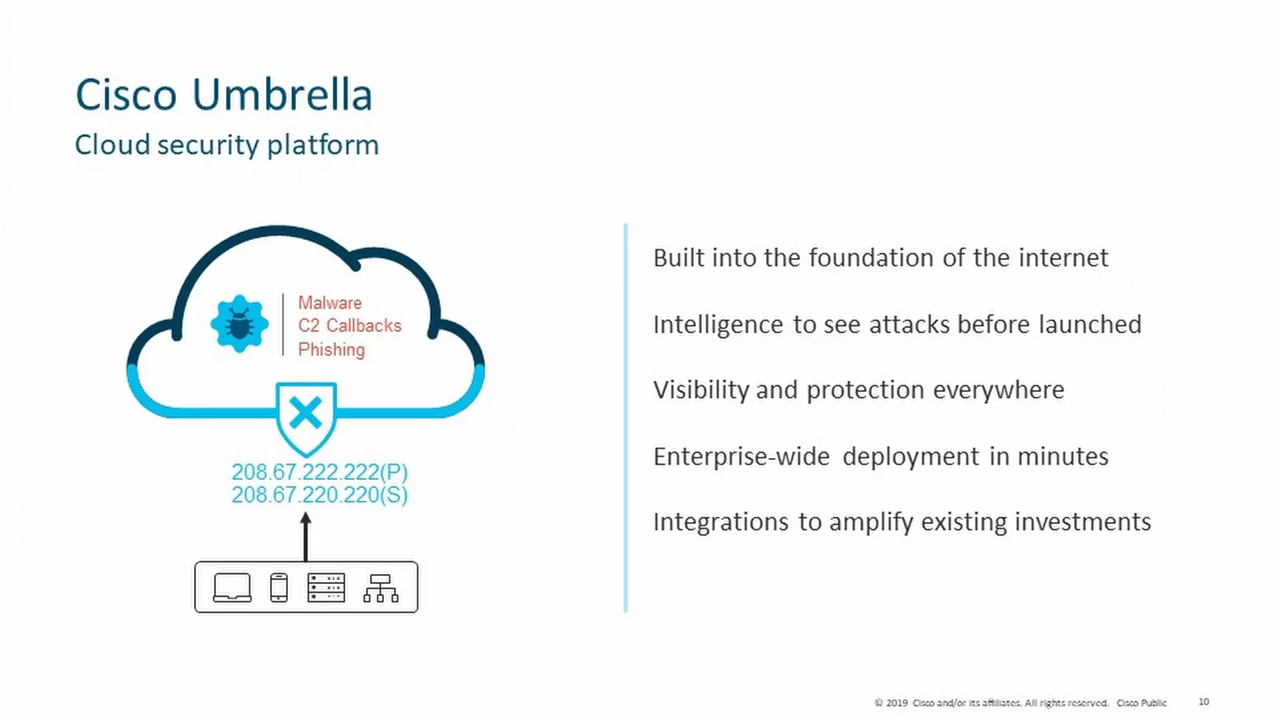 Cisco Umbrella
Cloud security platform
Malware
C2 Callbacks
Phishing
208.67.222.222(P)
208.67.220.220(S)
Built into the foundation of the internet
Intelligence to see attacks before launched
Visibility and protection everywhere
Enterprise-wide deployment in minutes
Integrations to amplify existing investments
© 2019 Cisco and/or its affiliates. All rights reserved. Cisco Public 10